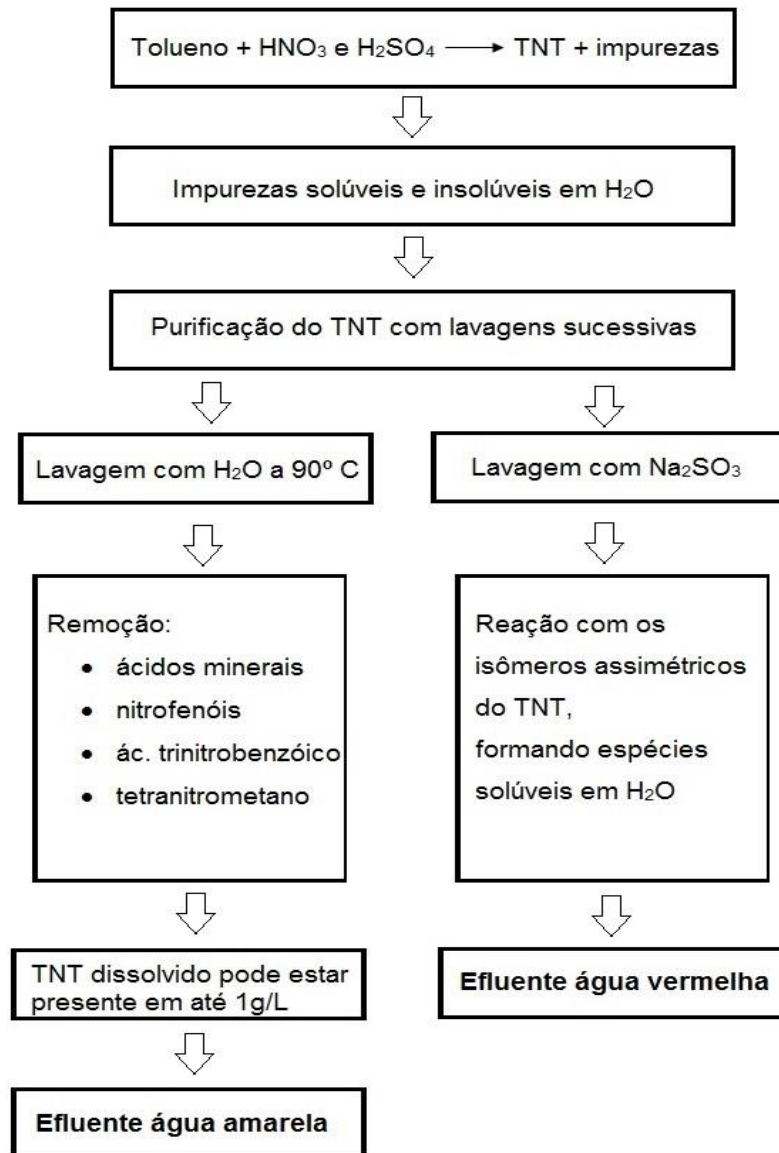 Tolueno + HNO₃ e H₂SO₄ ⟶ TNT + impurezas
Impurezas solúveis e insolúveis em H₂O
Purificação do TNT com lavagens sucessivas
Lavagem com H₂O a 90º C
Remoção:
• ácidos minerais
• nitrofenóis
• ác. trinitrobenzóico
• tetranitrometano
TNT dissolvido pode estar
presente em até 1g/L
Efluente água amarela
Lavagem com Na₂SO₃
Reação com os
isômeros assimétricos
do TNT,
formando espécies
solúveis em H₂O
Efluente água vermelha